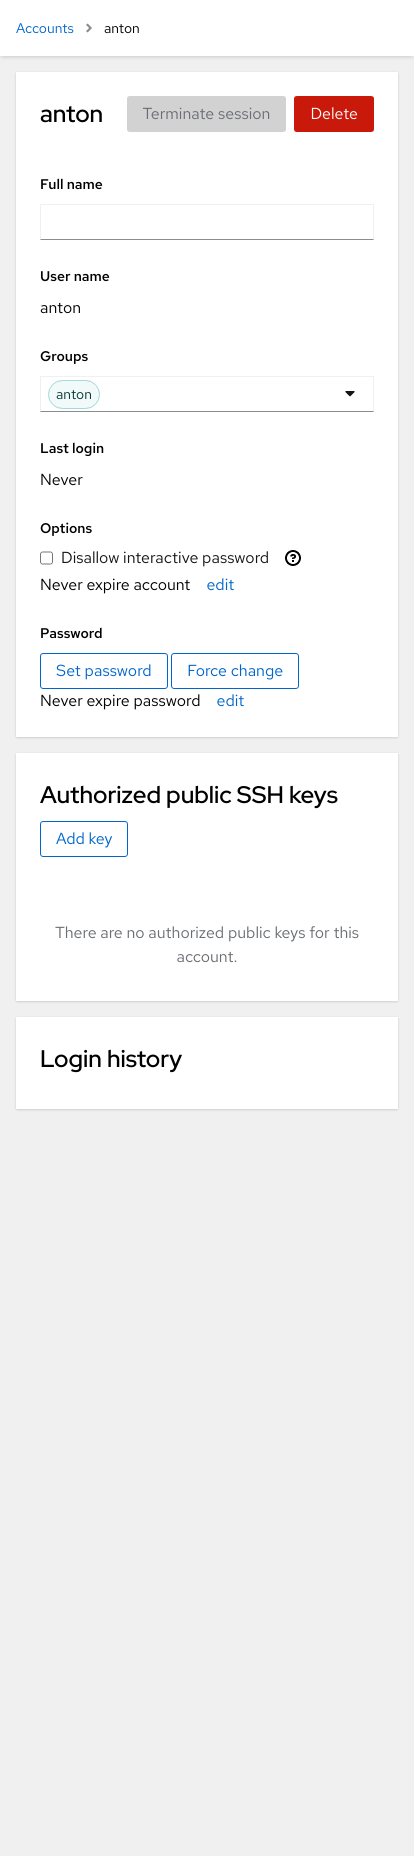 Accounts anton
anton Terminate session Delete
Full name
User name
anton
Groups
anton
Last login
Never
Options
Disallow interactive password
Never expire account edit
Password
Set password Force change
Never expire password edit
Authorized public SSH keys
Add key
There are no authorized public keys for this
account.
Login history